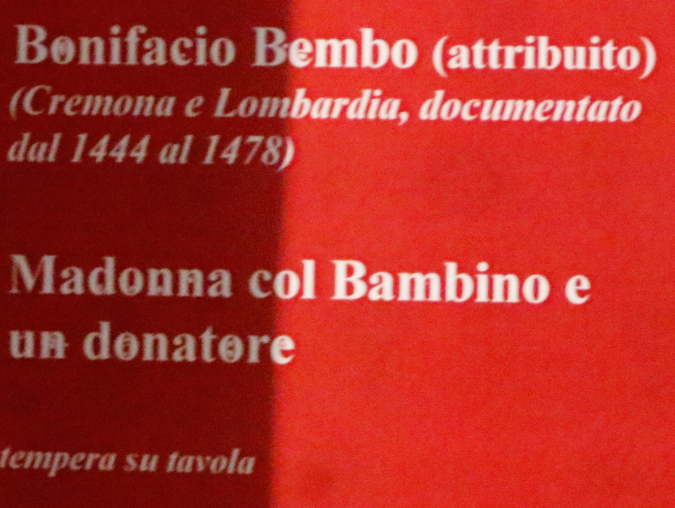 Bonifacio Bembo (attribuito)
(Cremona e Lombardia, documentato
dal 1444 al 1478)
Madonna col Bambino e
un donatore
tempera su tavola